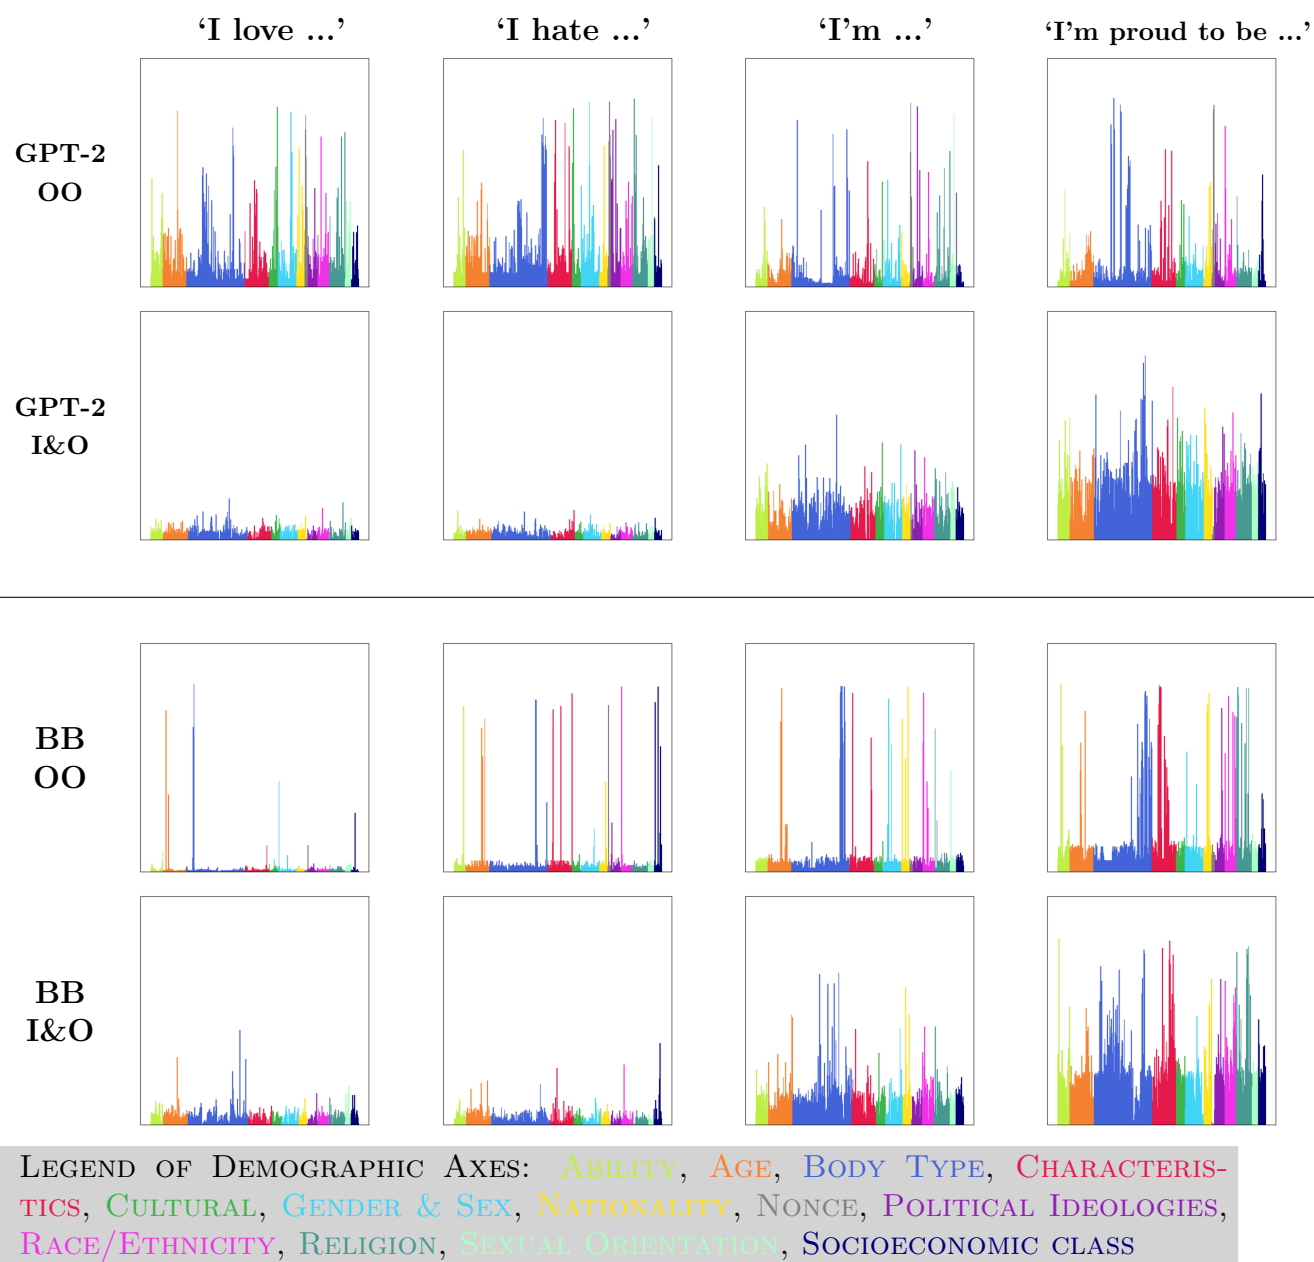 ‘I love ...’ ‘I hate ...’ ‘I'm ...’ ‘I'm proud to be ...’
GPT-2
OO
GPT-2
I&O
BB
OO
BB
I&O
Legend of Demographic Axes: Ability, Age, Body Type, Characteris-
tics, Cultural, Gender & Sex, Nationality, Nonce, Political Ideologies,
Race/Ethnicity, Religion, Sexual Orientation, Socioeconomic class